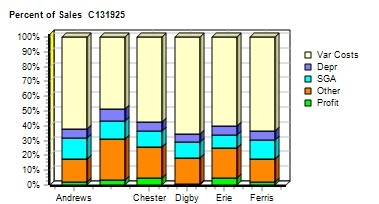 Percent of Sales C131925
100%
90%
80%
70%
60%
50%
40%
30%
20%
10%
0%
Andrews
Chester
Digby
Erie
Ferris
Var Costs
Depr
SGA
Other
Profit